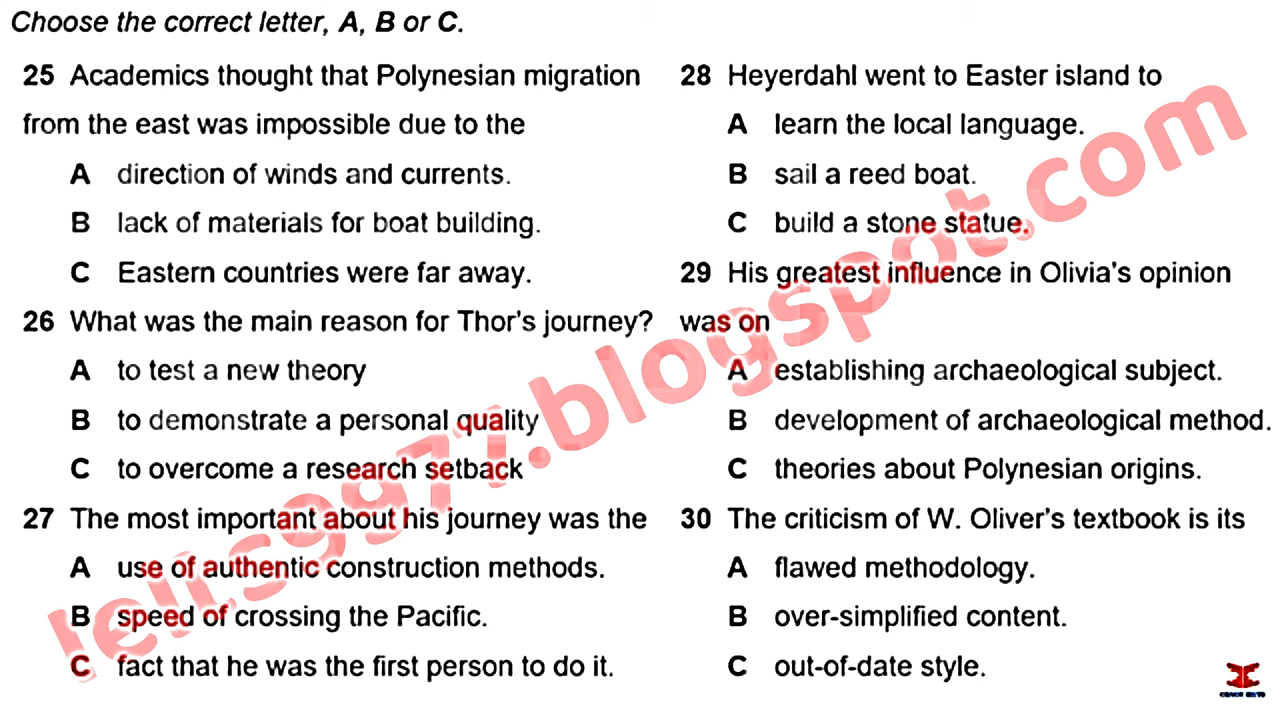 Choose the correct letter, A, B or C.
25 Academics thought that Polynesian migration
from the east was impossible due to the
A direction of winds and currents.
B lack of materials for boat building.
C Eastern countries were far away.
26 What was the main reason for Thor's journey?
A to test a new theory
B to demonstrate a personal quality
C to overcome a research setback
27 The most important about his journey was the
A use of authentic construction methods.
B speed of crossing the Pacific.
C fact that he was the first person to do it.
28 Heyerdahl went to Easter island to
A learn the local language.
B sail a reed boat.
C build a stone statue.
29 His greatest influence in Olivia's opinion
was on
A establishing archaeological subject.
B development of archaeological method.
C theories about Polynesian origins.
30 The criticism of W. Oliver's textbook is its
A flawed methodology.
B over-simplified content.
C out-of-date style.
Ielts9977.blogspot.com